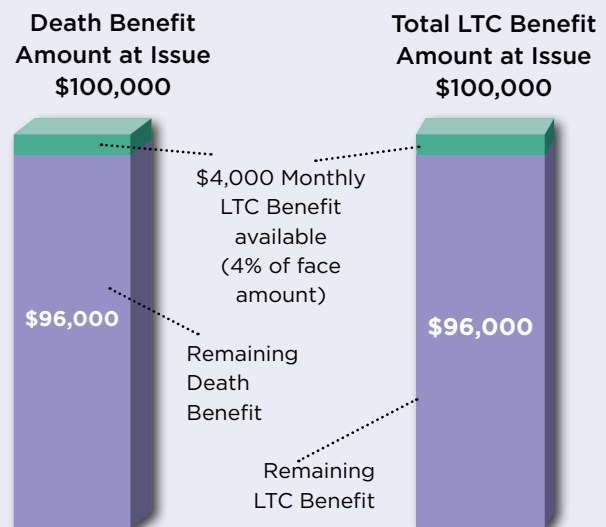 Death Benefit
Amount at Issue
$100,000
Total LTC Benefit
Amount at Issue
$100,000
$4,000 Monthly
LTC Benefit
available
(4% of face
amount)
$96,000
$96,000
Remaining
Death
Benefit
Remaining
LTC Benefit